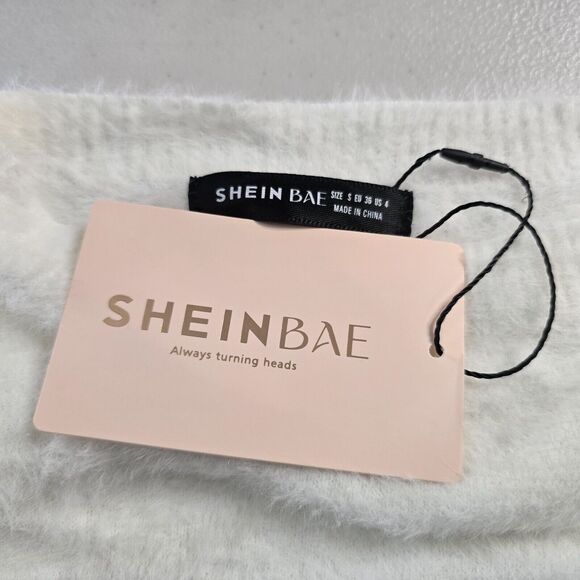 SHEIN BAE SIZE S EU 36 US 4
MADE IN CHINA
SHEINBAE
Always turning heads